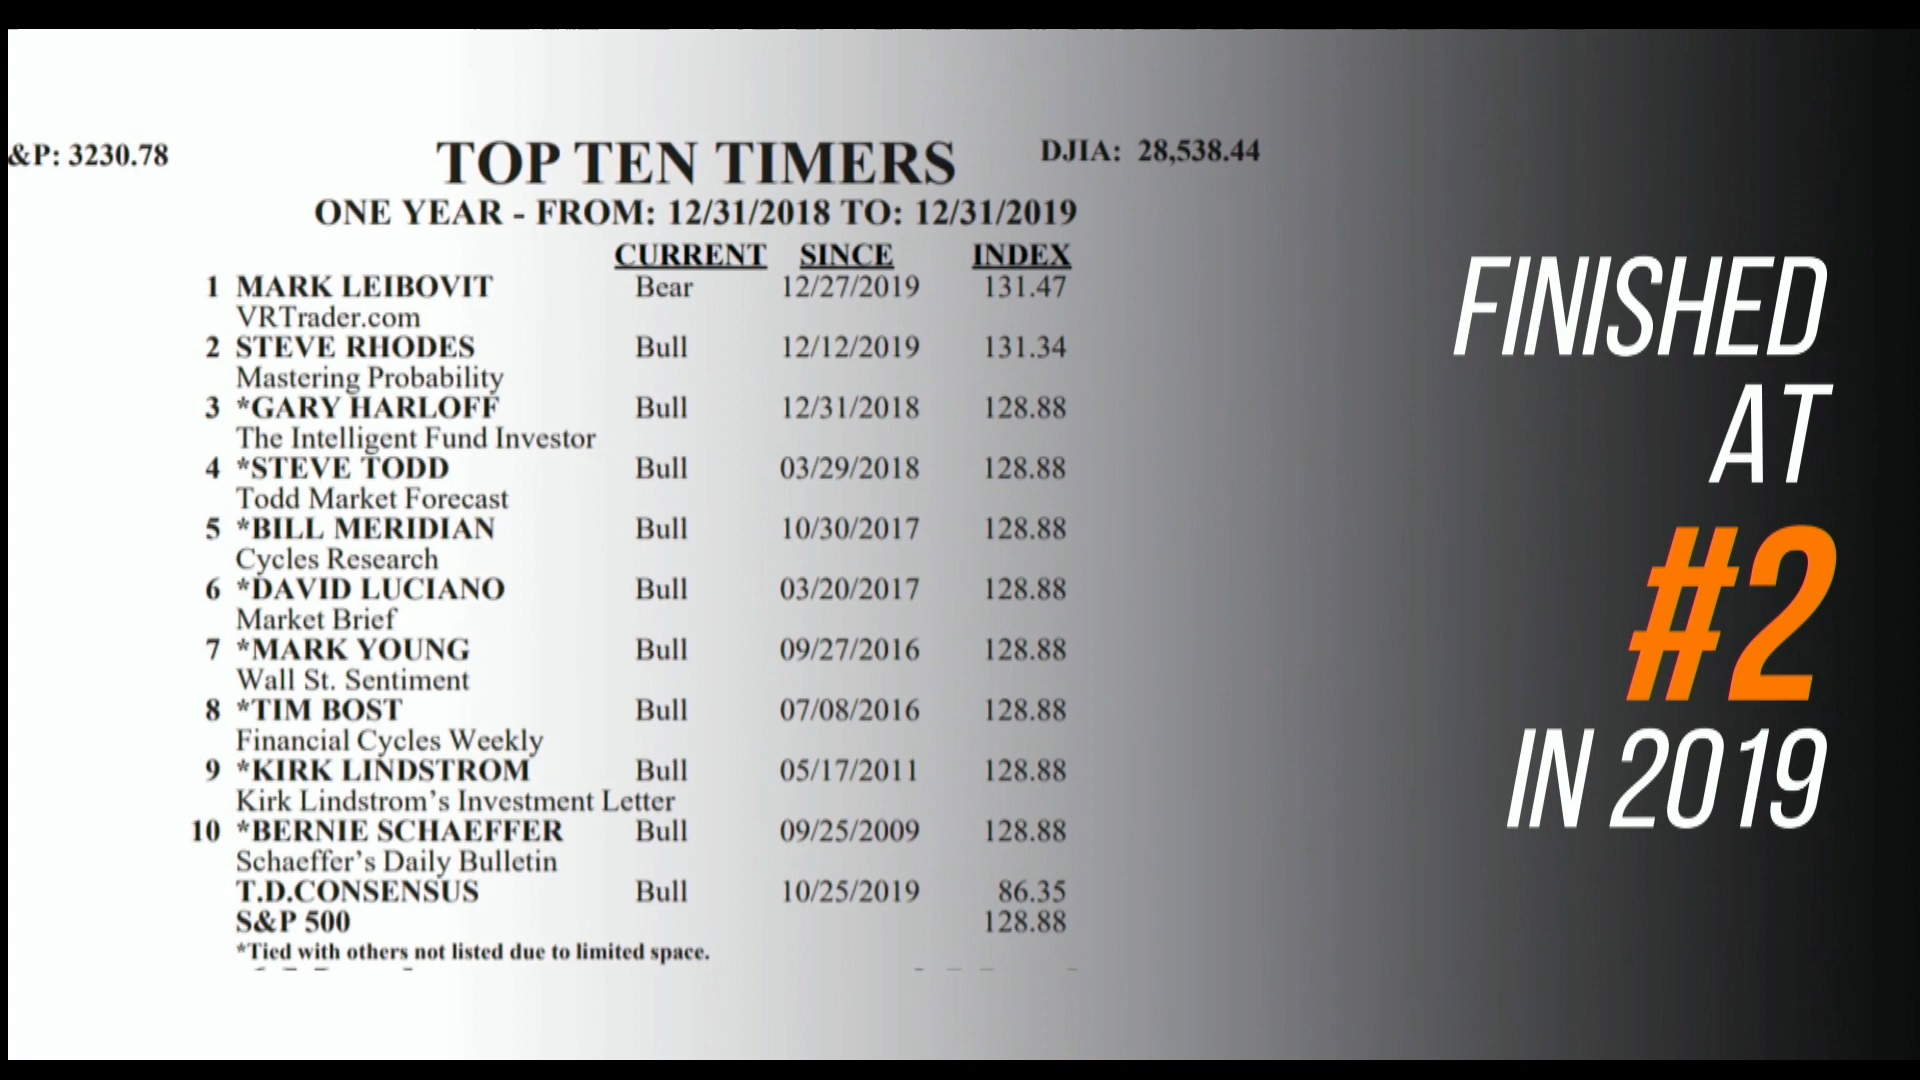 &P: 3230.78
TOP TEN TIMERS
DJIA: 28,538.44
ONE YEAR - FROM: 12/31/2018 TO: 12/31/2019
CURRENT SINCE INDEX
1 MARK LEIBOVIT Bear 12/27/2019 131.47
VRTrader.com
2 STEVE RHODES Bull 12/12/2019 131.34
Mastering Probability
3 *GARY HARLOFF Bull 12/31/2018 128.88
The Intelligent Fund Investor
4 *STEVE TODD Bull 03/29/2018 128.88
Todd Market Forecast
5 *BILL MERIDIAN Bull 10/30/2017 128.88
Cycles Research
6 *DAVID LUCIANO Bull 03/20/2017 128.88
Market Brief
7 *MARK YOUNG Bull 09/27/2016 128.88
Wall St. Sentiment
8 *TIM BOST Bull 07/08/2016 128.88
Financial Cycles Weekly
9 *KIRK LINDSTROM Bull 05/17/2011 128.88
Kirk Lindstrom's Investment Letter
10 *BERNIE SCHAEFFER Bull 09/25/2009 128.88
Schaeffer's Daily Bulletin
T.D.CONSENSUS Bull 10/25/2019 86.35
S&P 500 128.88
*Tied with others not listed due to limited space.
FINISHED
AT
#2
IN 2019